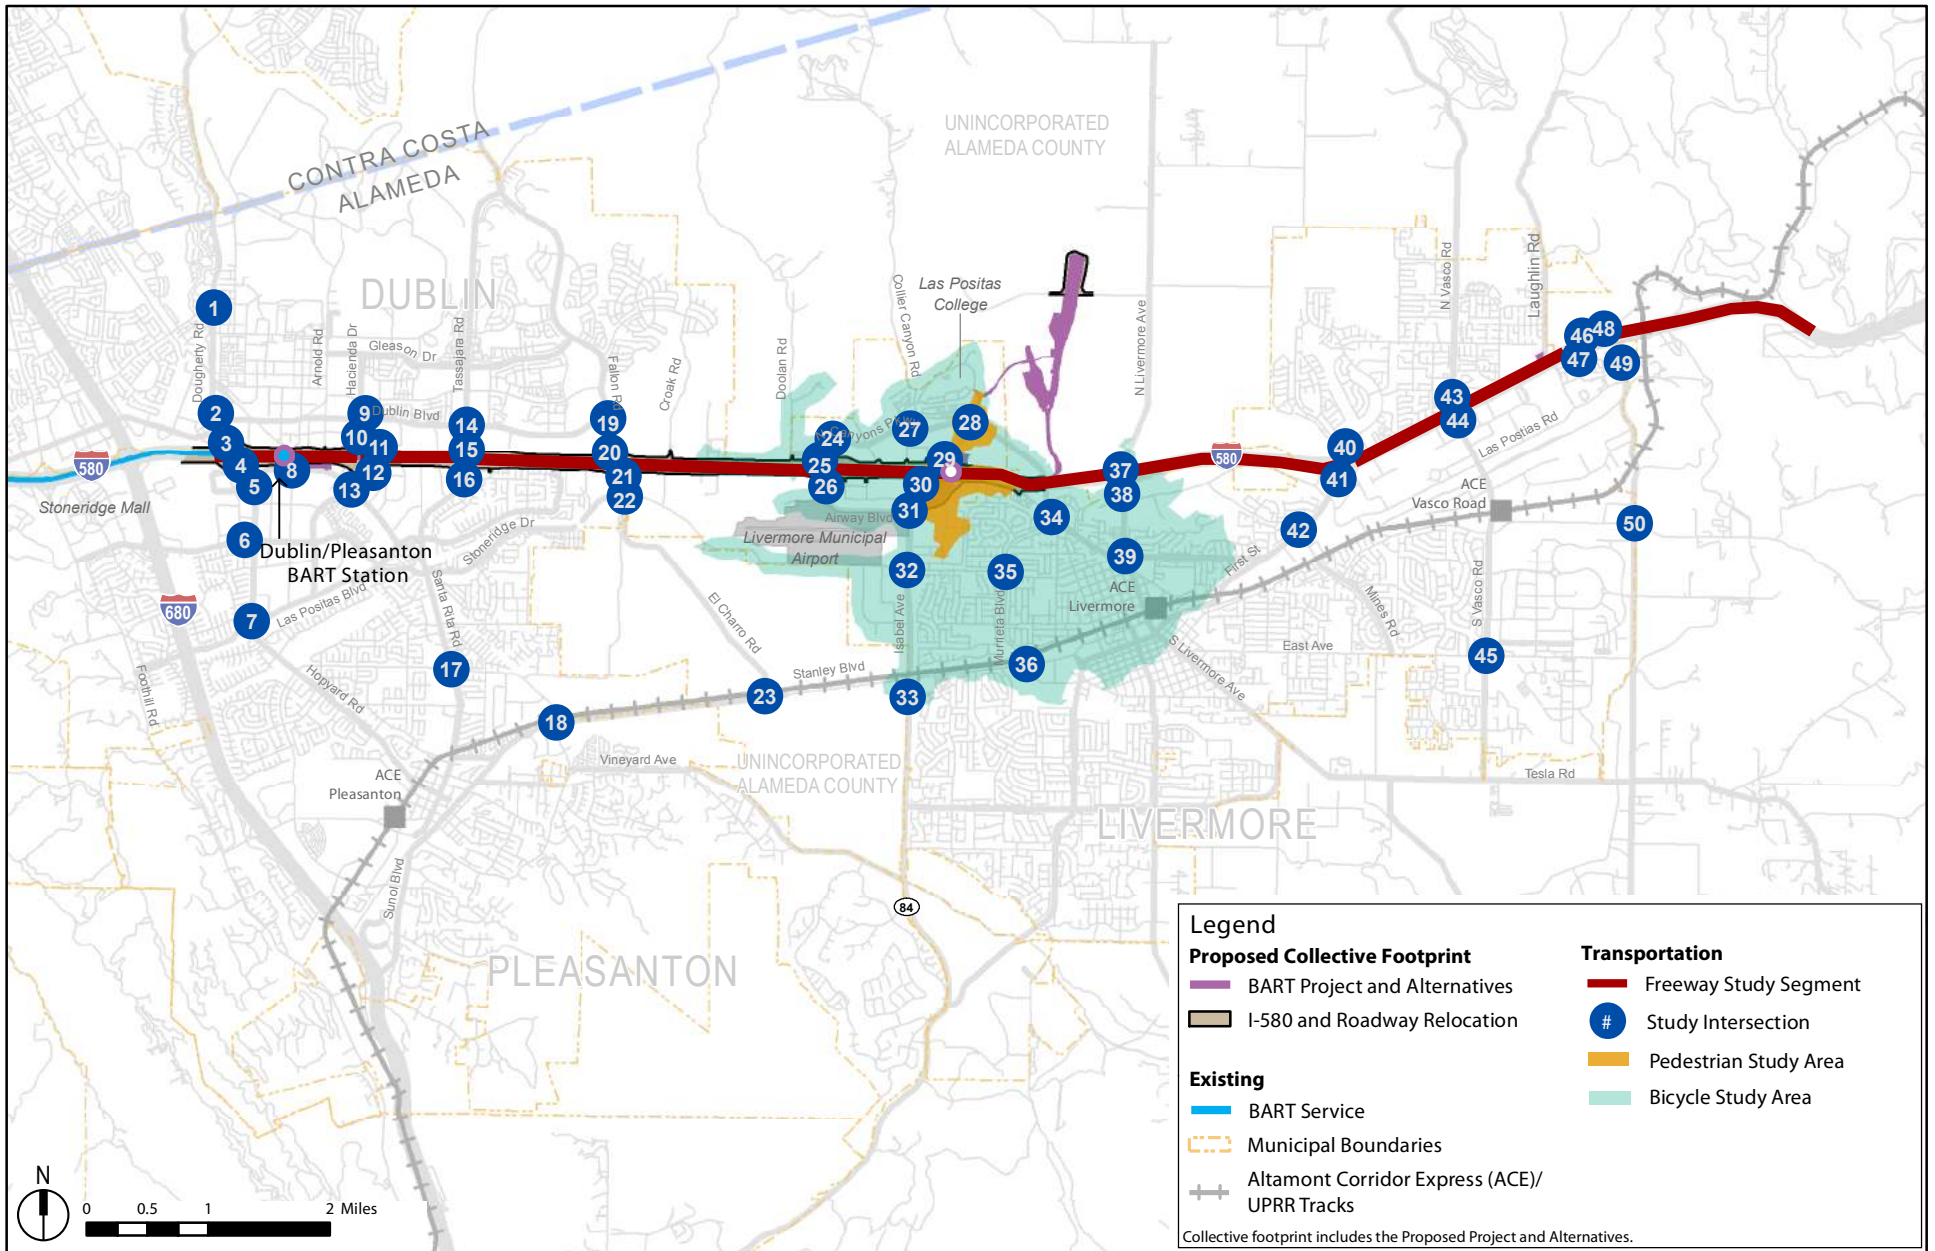 CONTRA COSTA
ALAMEDA
UNINCORPORATED
ALAMEDA COUNTY
DUBLIN
Las Positas
College
Dougherty Rd
Arnold Rd
Hacienda Dr
Gleason Dr
Tassajara Rd
Dublin Blvd
Fallon Rd
Croak Rd
Doolan Rd
Collier Canyon Rd
N Canyons Pkwy
N Livermore Ave
N Vasco Rd
Laughlin Rd
Las Postias Rd
1
2
3
4
5
6
7
8
9
10
11
12
13
14
15
16
17
18
19
20
21
22
23
24
25
26
27
28
29
30
31
32
33
34
35
36
37
38
39
40
41
42
43
44
45
46
47
48
49
50
580
580
680
84
Stoneridge Mall
Dublin/Pleasanton
BART Station
Stoneridge Dr
Las Positas Blvd
Santa Rita Rd
Hopyard Rd
Foothill Rd
El Charro Rd
Airway Blvd
Livermore Municipal
Airport
Isabel Ave
Murrieta Blvd
Stanley Blvd
ACE
Livermore
First St
ACE
Vasco Road
Mines Rd
S Vasco Rd
East Ave
S Livermore Ave
Tesla Rd
Vineyard Ave
UNINCORPORATED
ALAMEDA COUNTY
ACE
Pleasanton
Sunol Blvd
LIVERMORE
PLEASANTON
N
0
0.5
1
2 Miles
Legend
Proposed Collective Footprint
BART Project and Alternatives
I-580 and Roadway Relocation
Existing
BART Service
Municipal Boundaries
Altamont Corridor Express (ACE)/
UPRR Tracks
Transportation
Freeway Study Segment
# Study Intersection
Pedestrian Study Area
Bicycle Study Area
Collective footprint includes the Proposed Project and Alternatives.